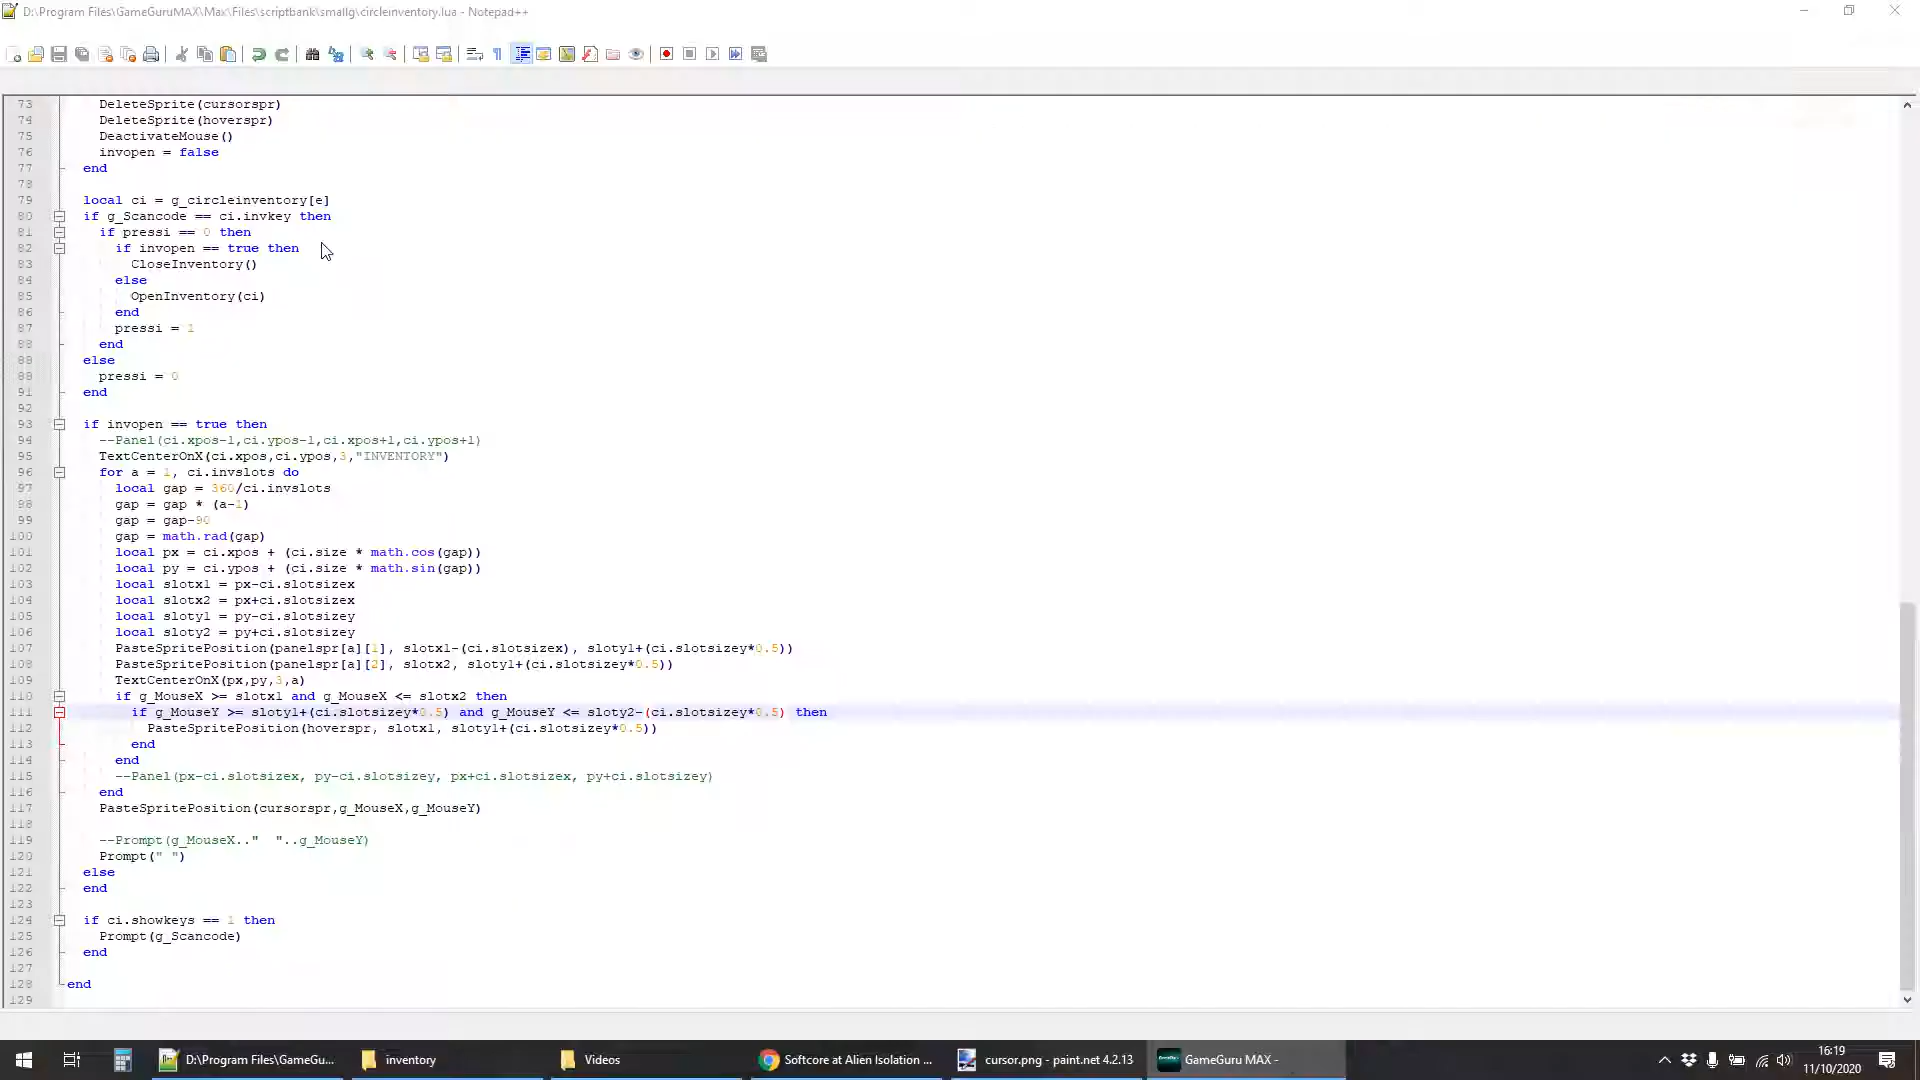 D:\Program Files\GameGuruMAX\Max\Files\scriptbank\smallg\circleinventory.lua - Notepad++
73 DeleteSprite(cursorspr)
74 DeleteSprite(hoverspr)
75 DeactivateMouse()
76 invopen = false
77 end
78
79 local ci = g_circleinventory[e]
80 if g_Scancode == ci.invkey then
81 if pressi == 0 then
82 if invopen == true then
83 CloseInventory()
84 else
85 OpenInventory(ci)
86 end
87 pressi = 1
88 end
89 else
90 pressi = 0
91 end
92
93 if invopen == true then
94 --Panel(ci.xpos-1,ci.ypos-1,ci.xpos+1,ci.ypos+1)
95 TextCenterOnX(ci.xpos,ci.ypos,3,"INVENTORY")
96 for a = 1, ci.invslots do
97 local gap = 360/ci.invslots
98 gap = gap * (a-1)
99 gap = gap-90
100 gap = math.rad(gap)
101 local px = ci.xpos + (ci.size * math.cos(gap))
102 local py = ci.ypos + (ci.size * math.sin(gap))
103 local slotx1 = px-ci.slotsizex
104 local slotx2 = px+ci.slotsizex
105 local sloty1 = py-ci.slotsizey
106 local sloty2 = py+ci.slotsizey
107 PasteSpritePosition(panelspr[a][1], slotx1-(ci.slotsizex), sloty1+(ci.slotsizey*0.5))
108 PasteSpritePosition(panelspr[a][2], slotx2, sloty1+(ci.slotsizey*0.5))
109 TextCenterOnX(px,py,3,a)
110 if g_MouseX >= slotx1 and g_MouseX <= slotx2 then
111 if g_MouseY >= sloty1+(ci.slotsizey*0.5) and g_MouseY <= sloty2-(ci.slotsizey*0.5) then
112 PasteSpritePosition(hoverspr, slotx1, sloty1+(ci.slotsizey*0.5))
113 end
114 end
115 --Panel(px-ci.slotsizex, py-ci.slotsizey, px+ci.slotsizex, py+ci.slotsizey)
116 end
117 PasteSpritePosition(cursorspr,g_MouseX,g_MouseY)
118
119 --Prompt(g_MouseX.."  "..g_MouseY)
120 Prompt(" ")
121 else
122 end
123
124 if ci.showkeys == 1 then
125 Prompt(g_Scancode)
126 end
127
128 end
129
D:\Program Files\GameGu... inventory Videos Softcore at Alien Isolation ... cursor.png - paint.net 4.2.13 GameGuru MAX - 16:19
11/10/2020